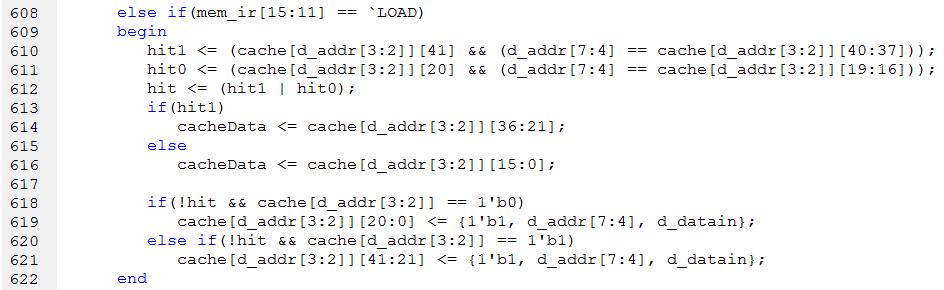 608 else if(mem_ir[15:11] == `LOAD)
609 begin
610 hit1 <= (cache[d_addr[3:2]][41] && (d_addr[7:4] == cache[d_addr[3:2]][40:37]));
611 hit0 <= (cache[d_addr[3:2]][20] && (d_addr[7:4] == cache[d_addr[3:2]][19:16]));
612 hit <= (hit1 | hit0);
613 if(hit1)
614 cacheData <= cache[d_addr[3:2]][36:21];
615 else
616 cacheData <= cache[d_addr[3:2]][15:0];
617
618 if(!hit && cache[d_addr[3:2]] == 1'b0)
619 cache[d_addr[3:2]][20:0] <= {1'b1, d_addr[7:4], d_datain};
620 else if(!hit && cache[d_addr[3:2]] == 1'b1)
621 cache[d_addr[3:2]][41:21] <= {1'b1, d_addr[7:4], d_datain};
622 end